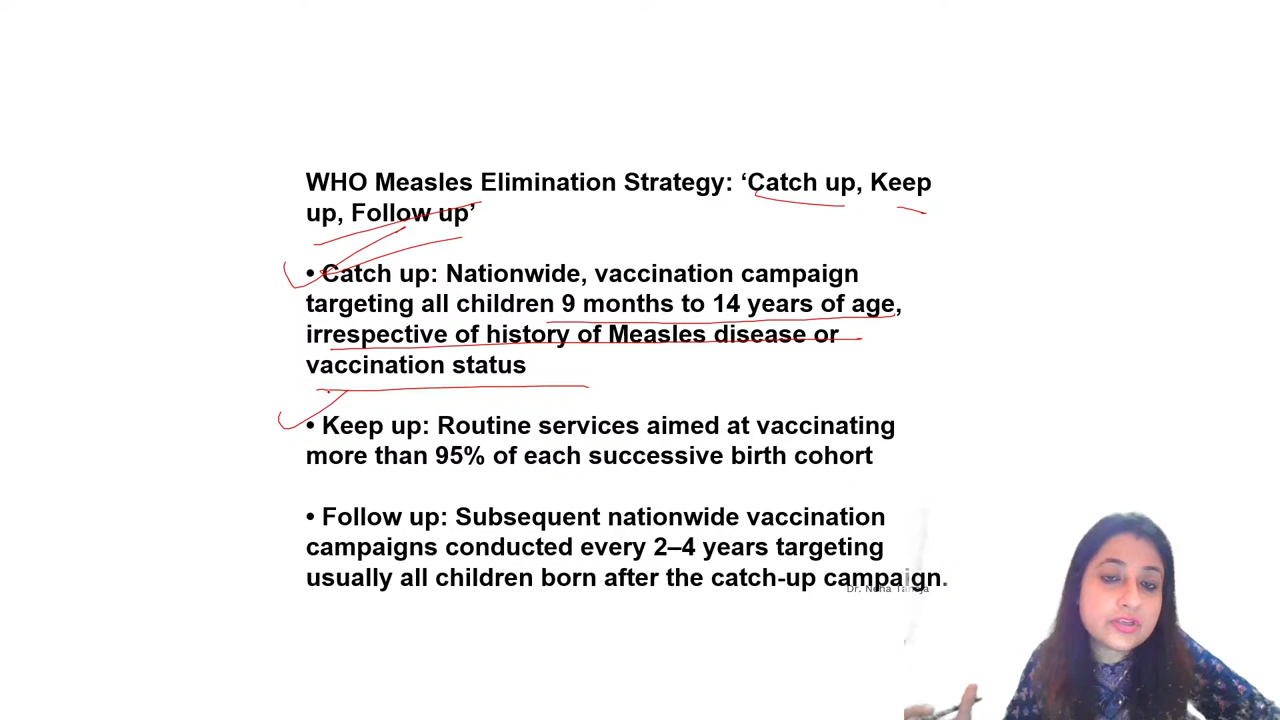 WHO Measles Elimination Strategy: ‘Catch up, Keep
up, Follow up’
• Catch up: Nationwide, vaccination campaign
targeting all children 9 months to 14 years of age,
irrespective of history of Measles disease or
vaccination status
• Keep up: Routine services aimed at vaccinating
more than 95% of each successive birth cohort
• Follow up: Subsequent nationwide vaccination
campaigns conducted every 2–4 years targeting
usually all children born after the catch-up campaign.
Dr. Neha Taneja